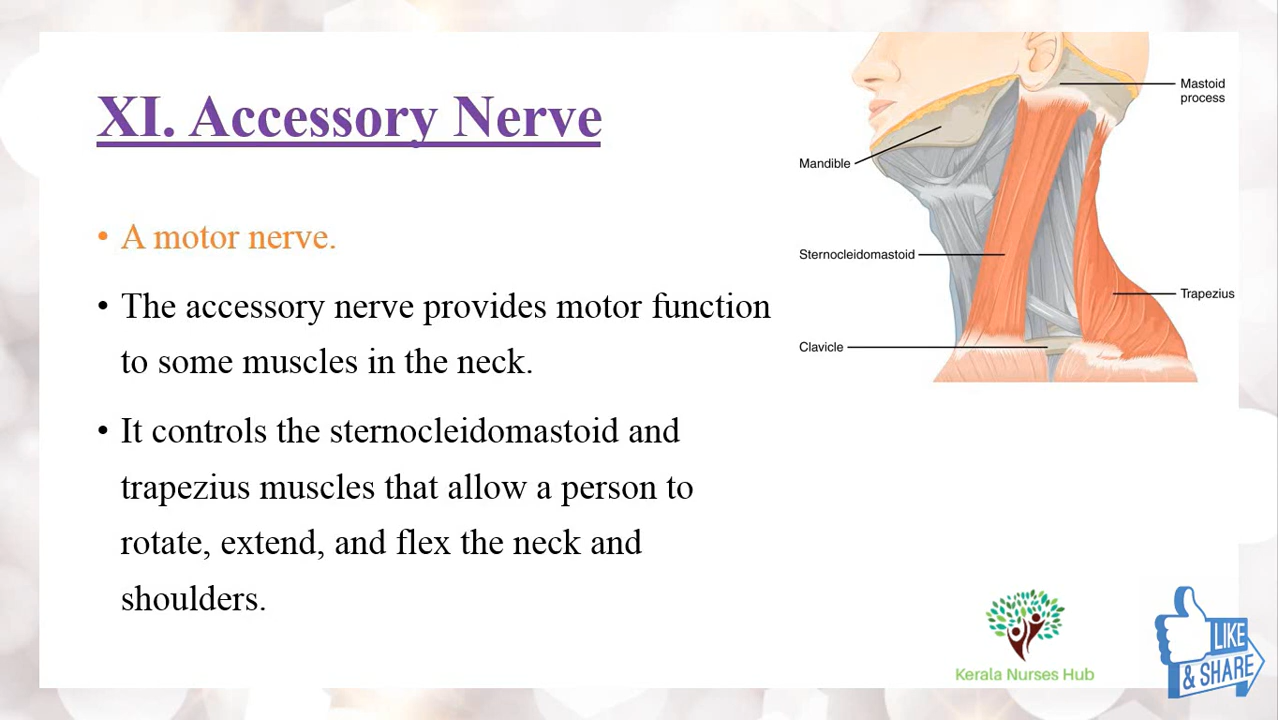 XI. Accessory Nerve
• A motor nerve.
• The accessory nerve provides motor function
to some muscles in the neck.
• It controls the sternocleidomastoid and
trapezius muscles that allow a person to
rotate, extend, and flex the neck and
shoulders.
Mastoid
process
Mandible
Sternocleidomastoid
Trapezius
Clavicle
Kerala Nurses Hub
LIKE
& SHARE